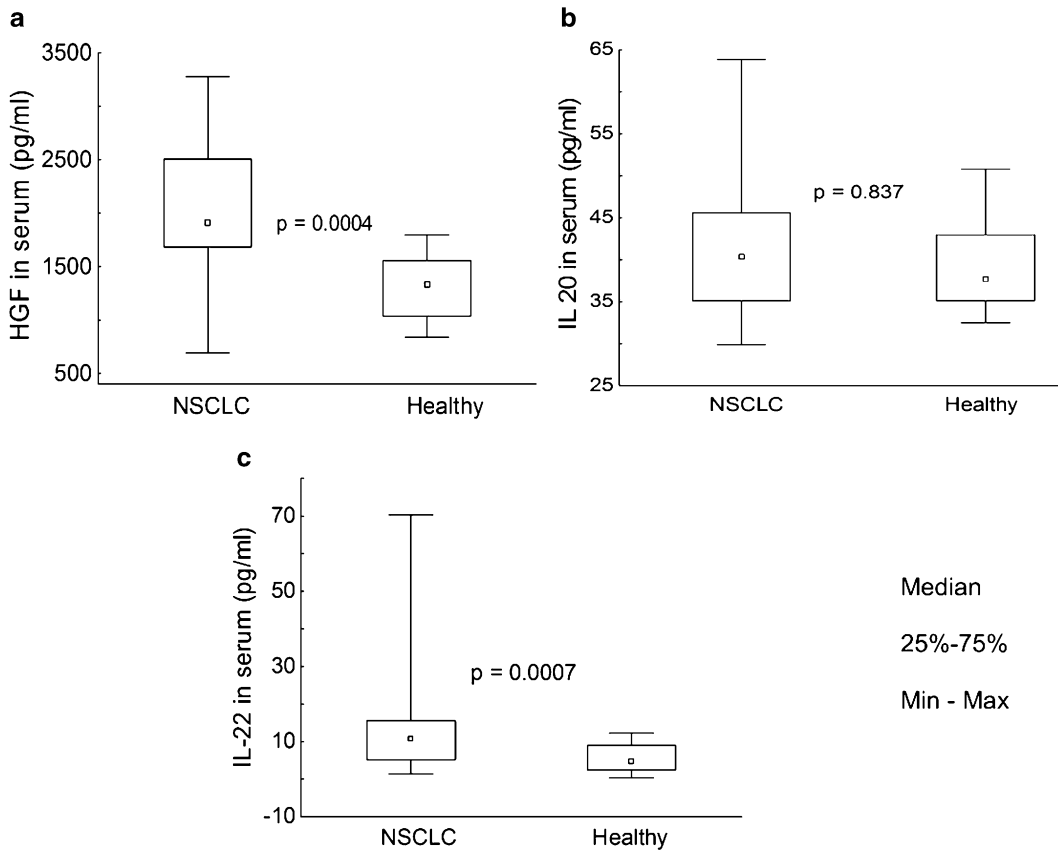 a
HGF in serum (pg/ml)
3500
2500
1500
500
p = 0.0004
NSCLC
Healthy
b
IL 20 in serum (pg/ml)
65
55
45
35
25
p = 0.837
NSCLC
Healthy
c
IL-22 in serum (pg/ml)
70
50
30
10
-10
p = 0.0007
NSCLC
Healthy
Median
25%-75%
Min - Max